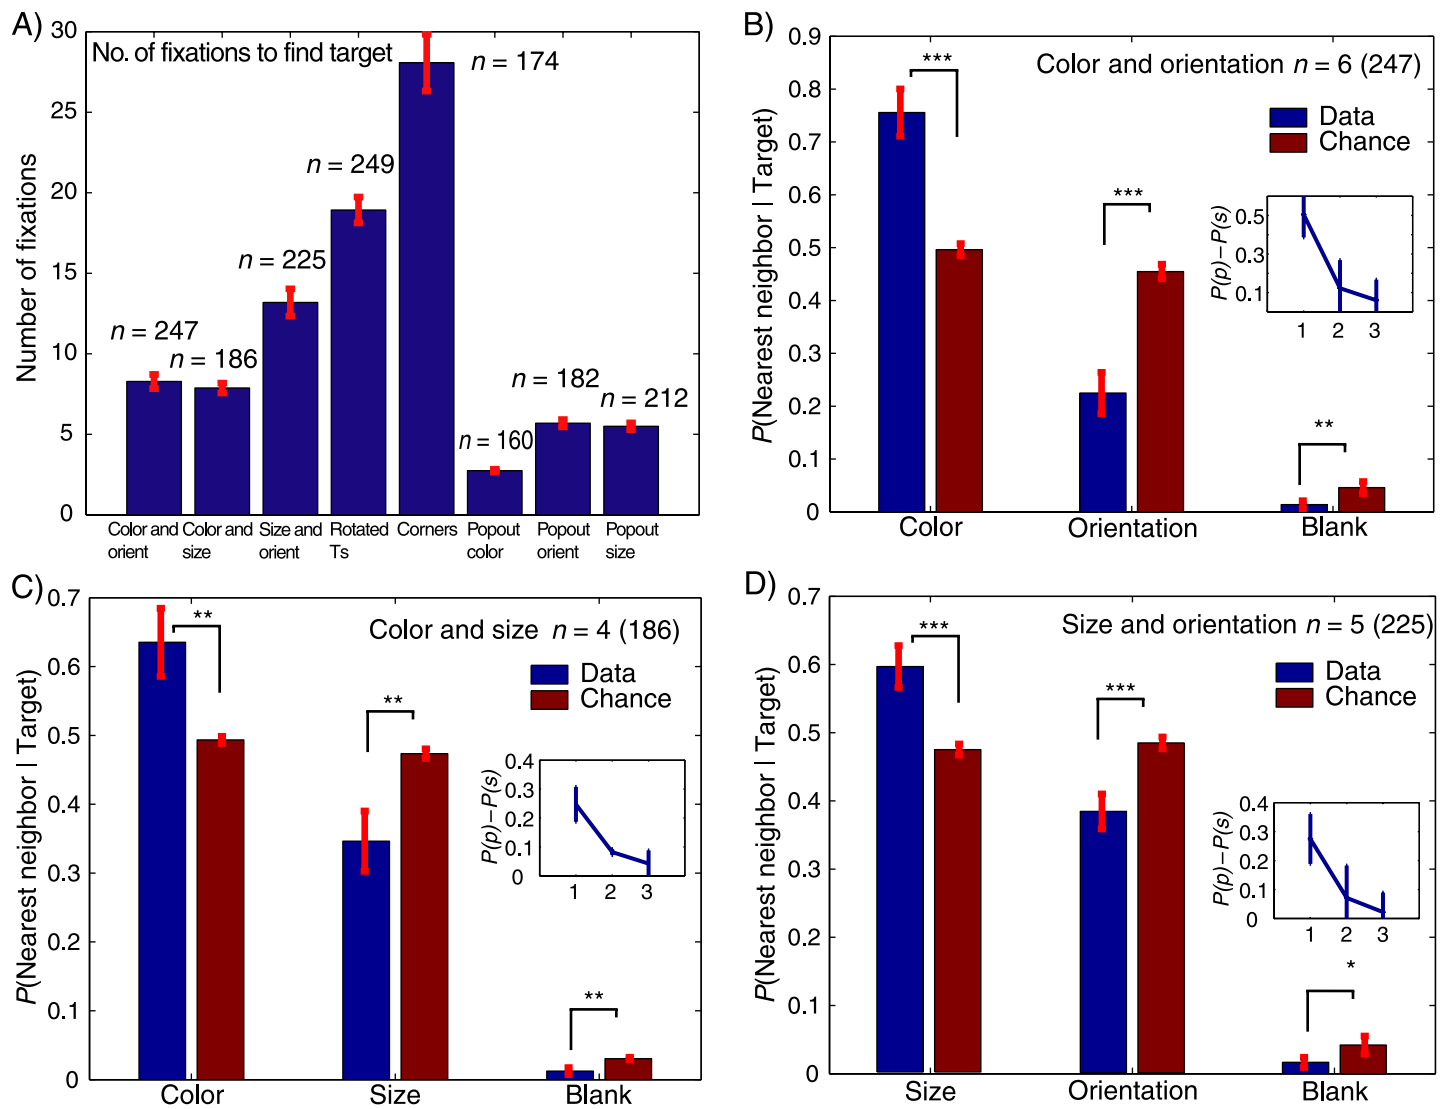 A)
No. of fixations to find target
30
25
20
15
10
5
0
Number of fixations
n = 247
n = 186
n = 225
n = 249
n = 174
n = 160
n = 182
n = 212
Color and orient
Color and size
Size and orient
Rotated Ts
Corners
Popout color
Popout orient
Popout size
B)
Color and orientation n = 6 (247)
0.9
0.8
0.7
0.6
0.5
0.4
0.3
0.2
0.1
0
P(Nearest neighbor | Target)
Data
Chance
***
***
**
P(p)−P(s)
0.5
0.3
0.1
1 2 3
Color Orientation Blank
C)
Color and size n = 4 (186)
0.7
0.6
0.5
0.4
0.3
0.2
0.1
0
P(Nearest neighbor | Target)
Data
Chance
**
**
**
P(p)−P(s)
0.4
0.3
0.2
0.1
0
1 2 3
Color Size Blank
D)
Size and orientation n = 5 (225)
0.7
0.6
0.5
0.4
0.3
0.2
0.1
0
P(Nearest neighbor | Target)
Data
Chance
***
***
*
P(p)−P(s)
0.4
0.3
0.2
0.1
0
1 2 3
Size Orientation Blank